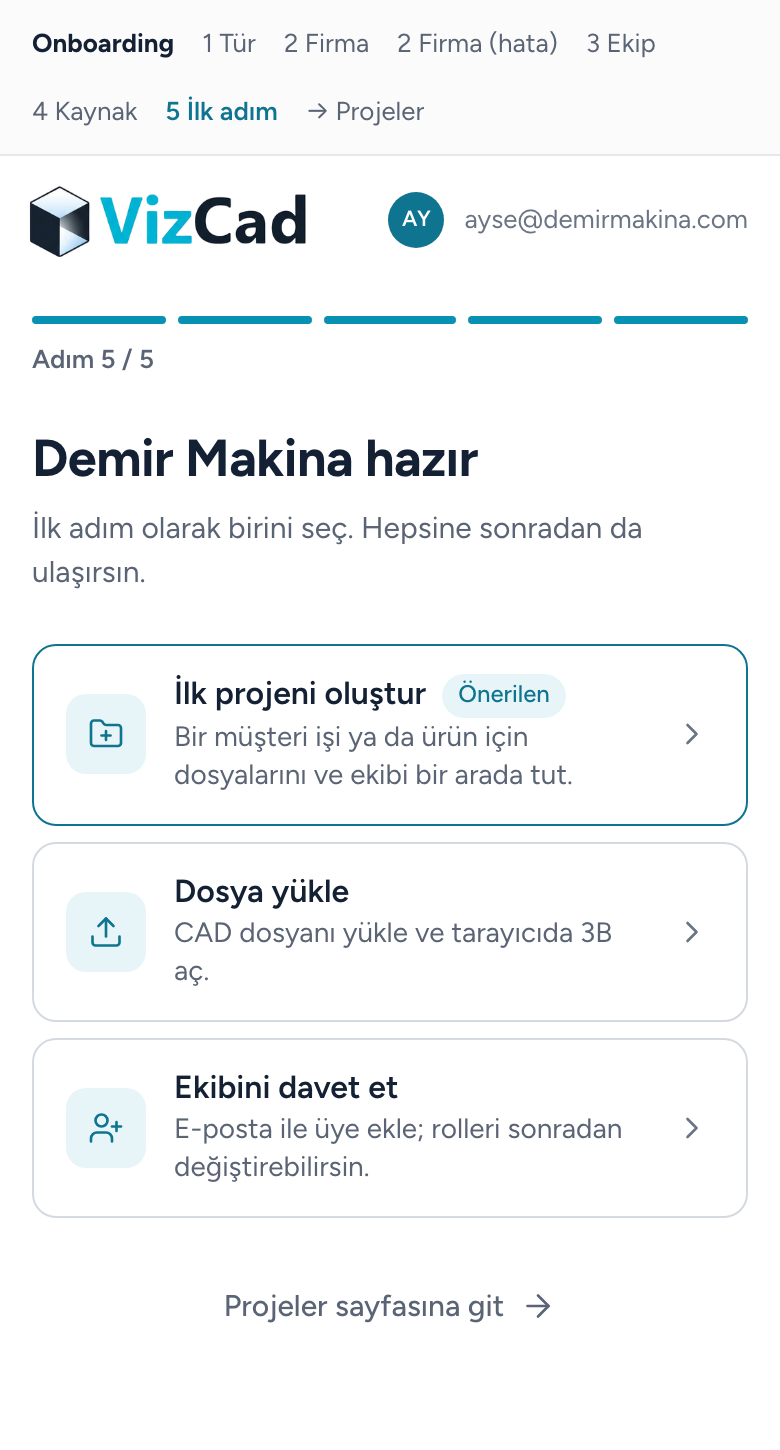 Onboarding 1 Tür 2 Firma 2 Firma (hata) 3 Ekip
4 Kaynak 5 İlk adım → Projeler
VizCad AY ayse@demirmakina.com
Adım 5 / 5
Demir Makina hazır
İlk adım olarak birini seç. Hepsine sonradan da
ulaşırsın.
İlk projeni oluştur Önerilen
Bir müşteri işi ya da ürün için
dosyalarını ve ekibi bir arada tut.
Dosya yükle
CAD dosyanı yükle ve tarayıcıda 3B
aç.
Ekibini davet et
E-posta ile üye ekle; rolleri sonradan
değiştirebilirsin.
Projeler sayfasına git →